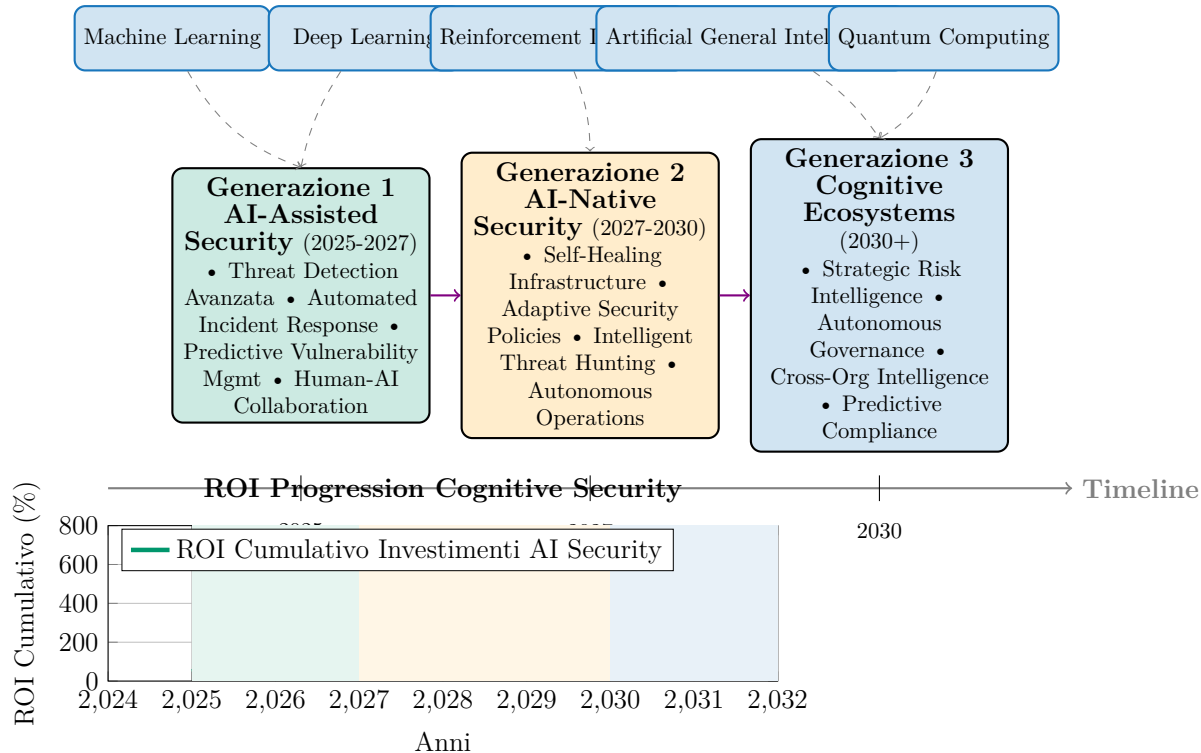 Machine Learning
Deep Learning
Reinforcement
Artificial General Intel
Quantum Computing
Generazione 1
AI-Assisted
Security (2025-2027)
• Threat Detection
Avanzata • Automated
Incident Response •
Predictive Vulnerability
Mgmt • Human-AI
Collaboration
Generazione 2
AI-Native
Security (2027-2030)
• Self-Healing
Infrastructure •
Adaptive Security
Policies • Intelligent
Threat Hunting •
Autonomous
Operations
Generazione 3
Cognitive
Ecosystems
(2030+)
• Strategic Risk
Intelligence •
Autonomous
Governance •
Cross-Org Intelligence
• Predictive
Compliance
Timeline
2030
ROI Progression Cognitive Security
ROI Cumulativo Investimenti AI Security
ROI Cumulativo (%)
800
600
400
200
0
2,024 2,025 2,026 2,027 2,028 2,029 2,030 2,031 2,032
Anni